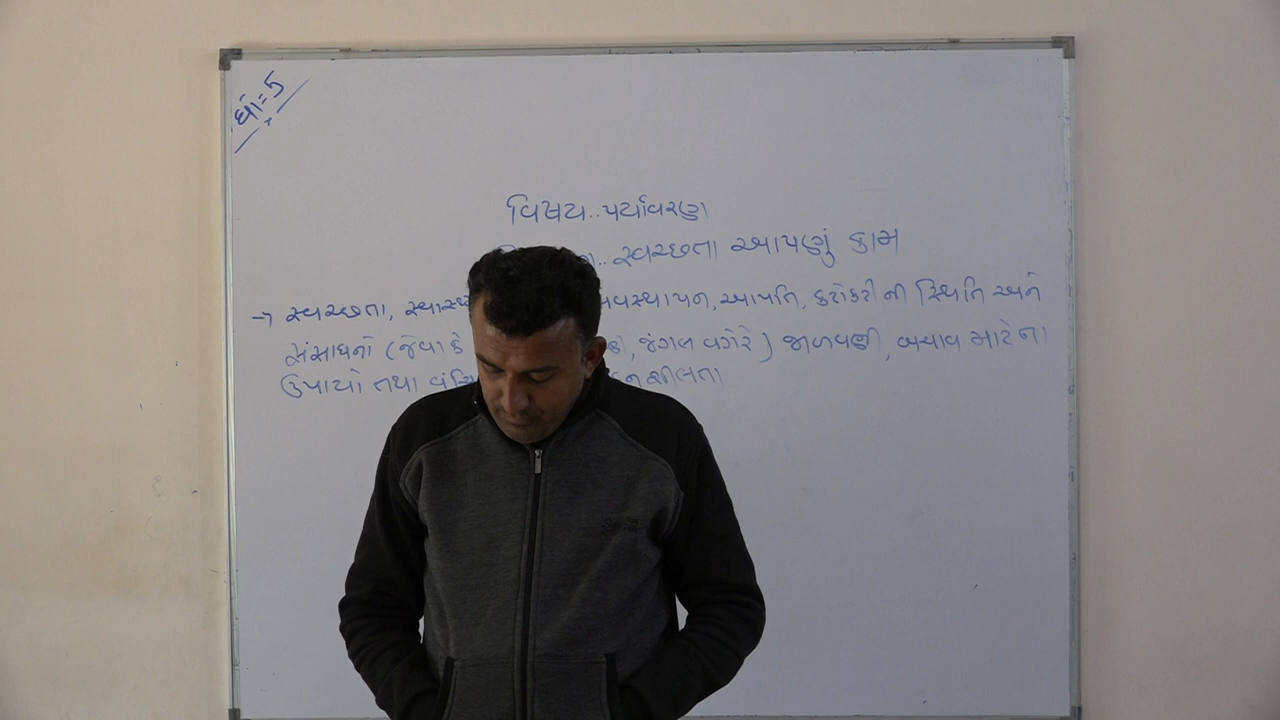 ધો=5
વિષય..પર્યાવરણ
સ્વચ્છતા આપણું કામ
→ સ્વચ્છતા, વ્યવસ્થાપન, આપત્તિ, કટોકટી ની સ્થિતિ અને
સંસાધનો (જેવા કે , જંગલ વગેરે) જાળવણી, બચાવ માટેના
ઉપાયો તથા